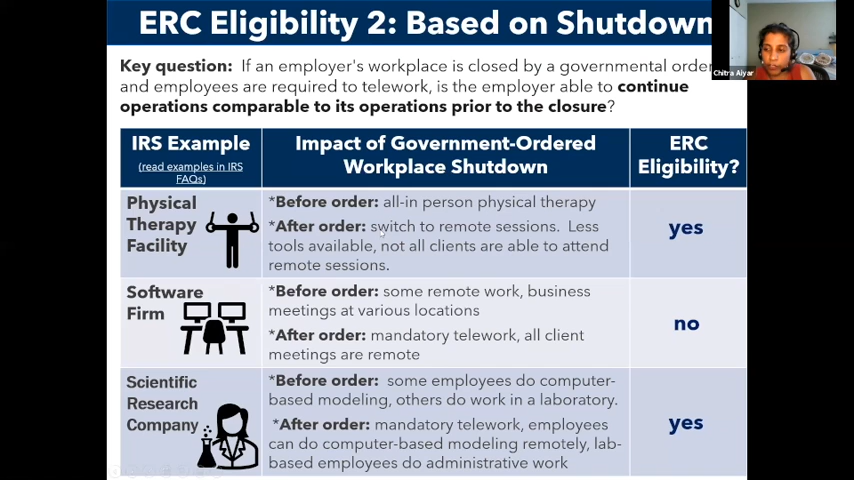 ERC Eligibility 2: Based on Shutdown
Chitra Aiyar
Key question: If an employer's workplace is closed by a governmental order
and employees are required to telework, is the employer able to continue
operations comparable to its operations prior to the closure?
IRS Example
(read examples in IRS
FAQs)
Impact of Government-Ordered
Workplace Shutdown
ERC
Eligibility?
Physical
Therapy
Facility
*Before order: all-in person physical therapy
*After order: switch to remote sessions. Less
tools available, not all clients are able to attend
remote sessions.
yes
Software
Firm
*Before order: some remote work, business
meetings at various locations
*After order: mandatory telework, all client
meetings are remote
no
Scientific
Research
Company
*Before order: some employees do computer-
based modeling, others do work in a laboratory.
*After order: mandatory telework, employees
can do computer-based modeling remotely, lab-
based employees do administrative work
yes